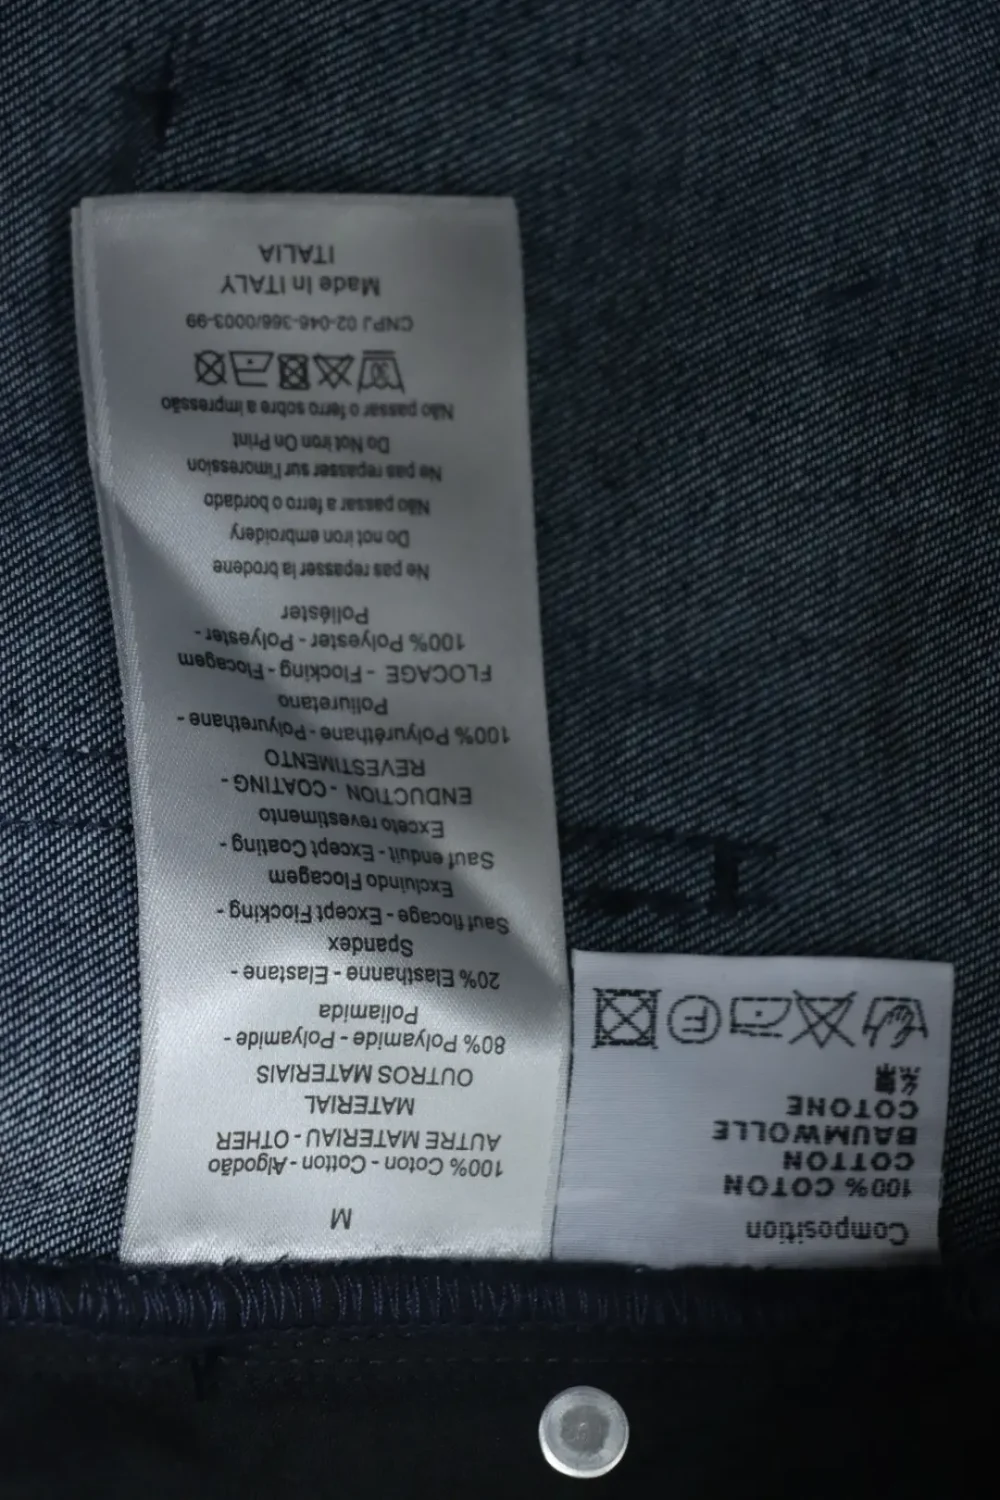 M
100% Coton - Cotton - Algodão
AUTRE MATERIAU - OTHER
MATERIAL
OUTROS MATERIAIS
80% Polyamide - Polyamide -
Poliamida
20% Elasthanne - Elastane -
Spandex
Sauf flocage - Except Flocking -
Excluindo Flocagem
Sauf enduit - Except Coating -
Exceto revestimento
ENDUCTION - COATING -
REVESTIMENTO
100% Polyuréthane - Polyurethane -
Poliuretano
FLOCAGE - Flocking - Flocagem
100% Polyester - Polyester -
Poliéster
Ne pas repasser la brodene
Do not iron embroidery
Não passar a ferro o bordado
Ne pas repasser sur l'imoression
Do Not Iron On Print
Não passar o ferro sobre a impressão
30
CNPJ 02-046-366/0003-99
Made In ITALY
ITALIA
Composition
100% COTON
COTTON
BAUMWOLLE
COTONE
F